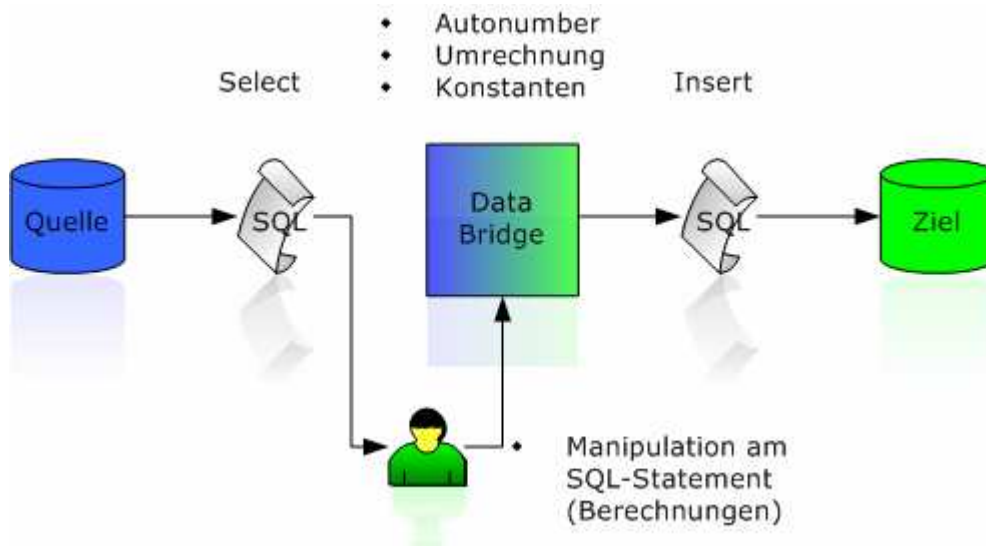 • Autonumber
• Umrechnung
• Konstanten
Select
Insert
Quelle
SQL
Data
Bridge
SQL
Ziel
• Manipulation am
SQL-Statement
(Berechnungen)